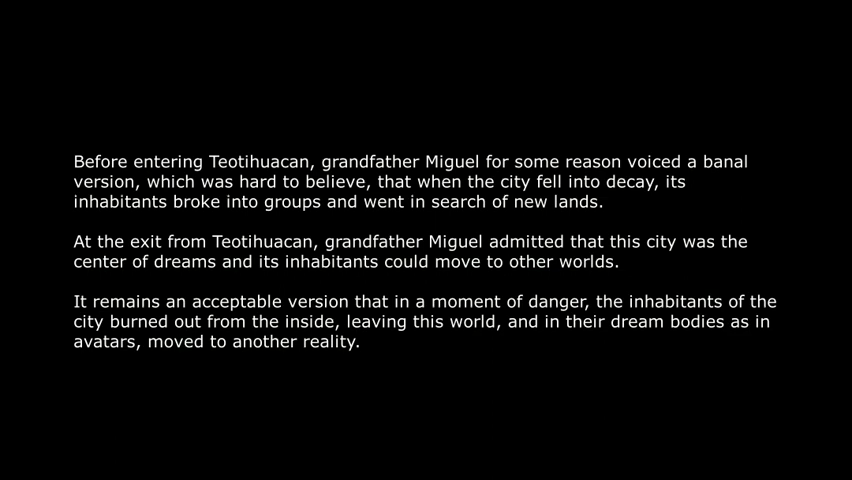 Before entering Teotihuacan, grandfather Miguel for some reason voiced a banal
version, which was hard to believe, that when the city fell into decay, its
inhabitants broke into groups and went in search of new lands.
At the exit from Teotihuacan, grandfather Miguel admitted that this city was the
center of dreams and its inhabitants could move to other worlds.
It remains an acceptable version that in a moment of danger, the inhabitants of the
city burned out from the inside, leaving this world, and in their dream bodies as in
avatars, moved to another reality.